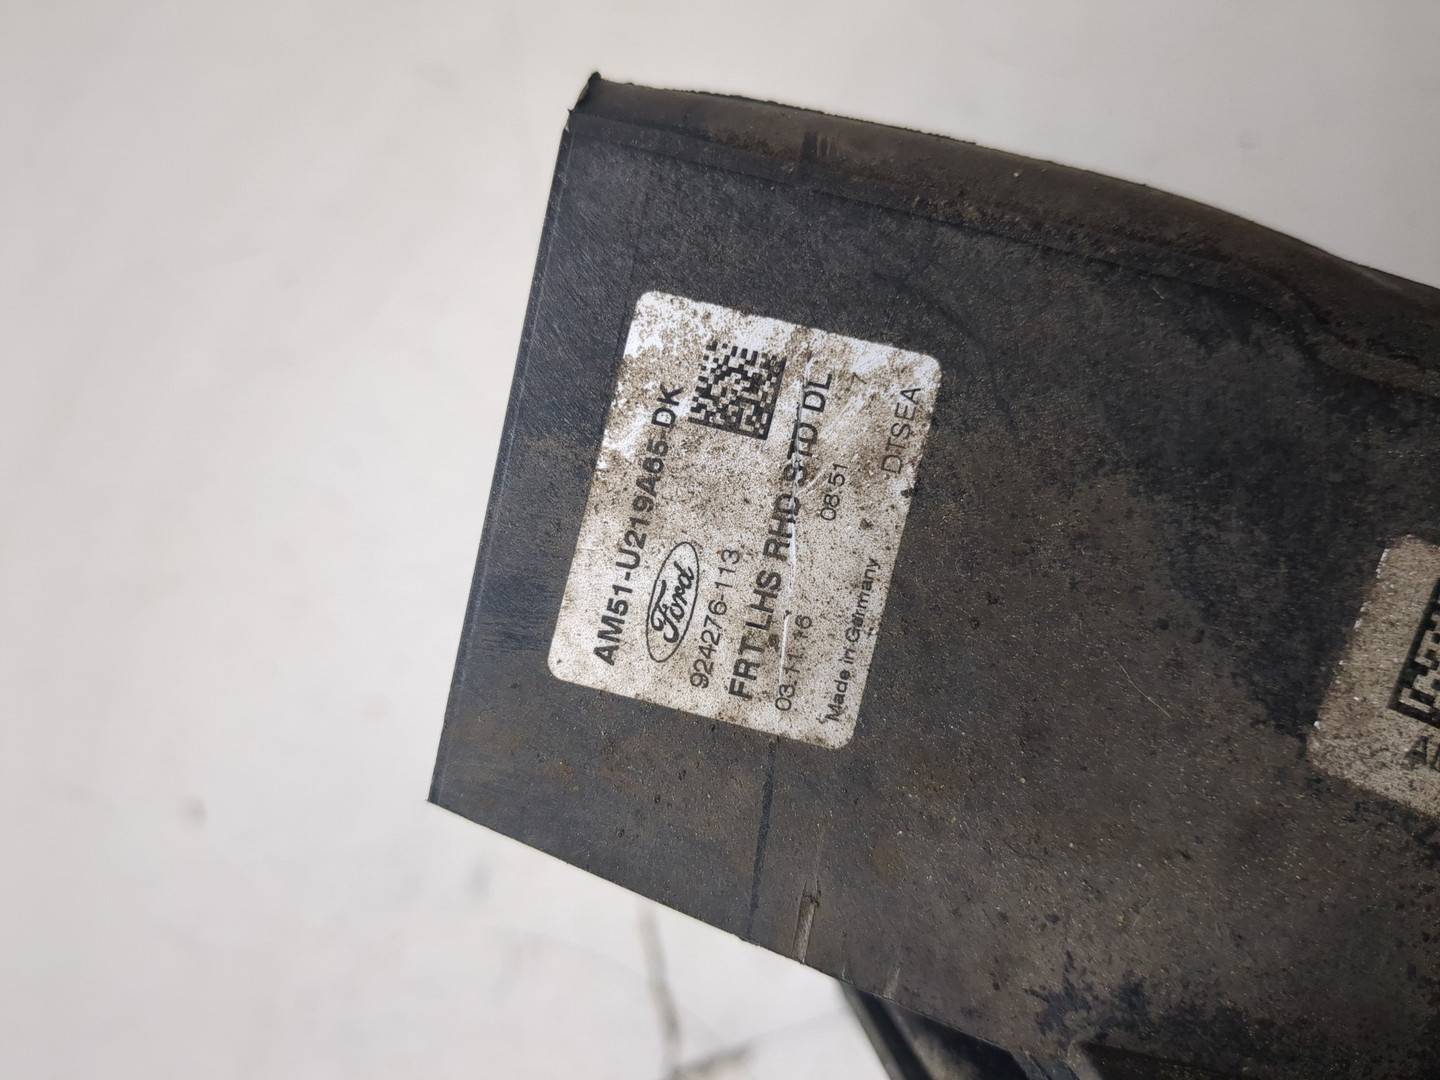 AM51-U219A65-DK
Ford
924276-113
FRT LHS RHD STD DL
03.11.16 08:51 7
Made in Germany DTSEA